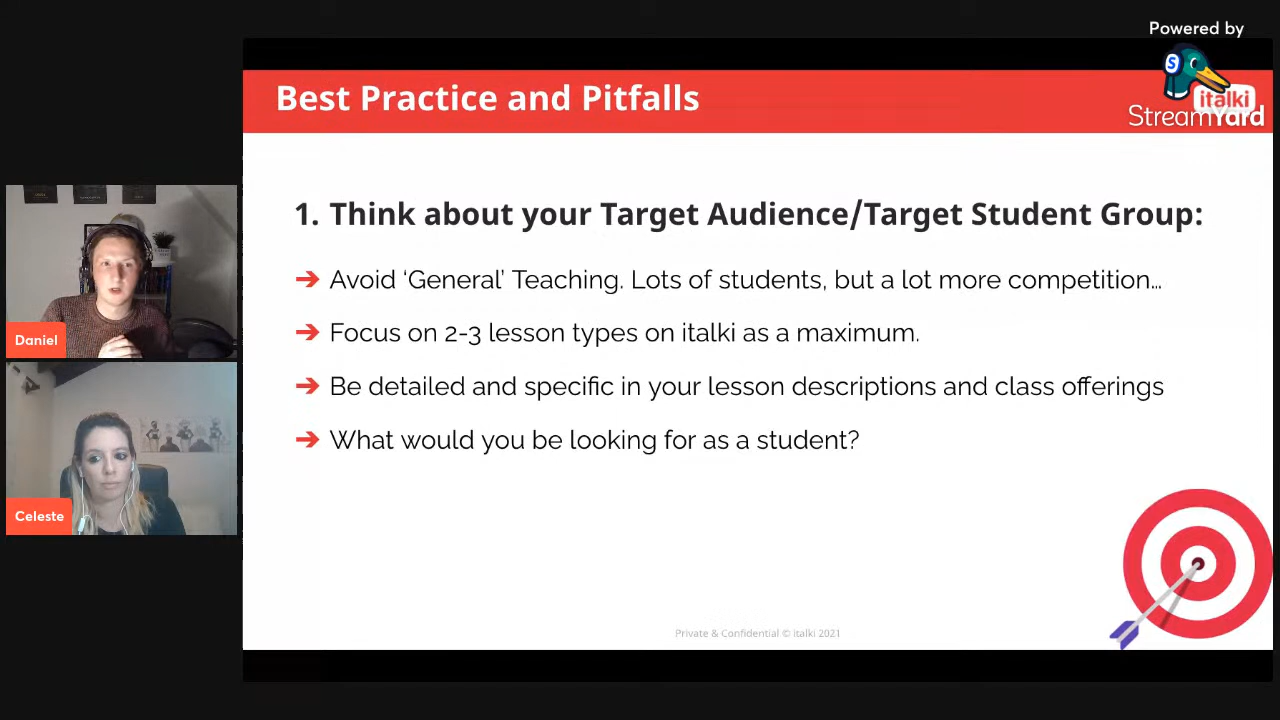 Powered by
S
StreamYard
italki
Best Practice and Pitfalls
1. Think about your Target Audience/Target Student Group:
➔ Avoid ‘General’ Teaching. Lots of students, but a lot more competition...
➔ Focus on 2-3 lesson types on italki as a maximum.
➔ Be detailed and specific in your lesson descriptions and class offerings
➔ What would you be looking for as a student?
Daniel
Celeste
Private & Confidential © italki 2021